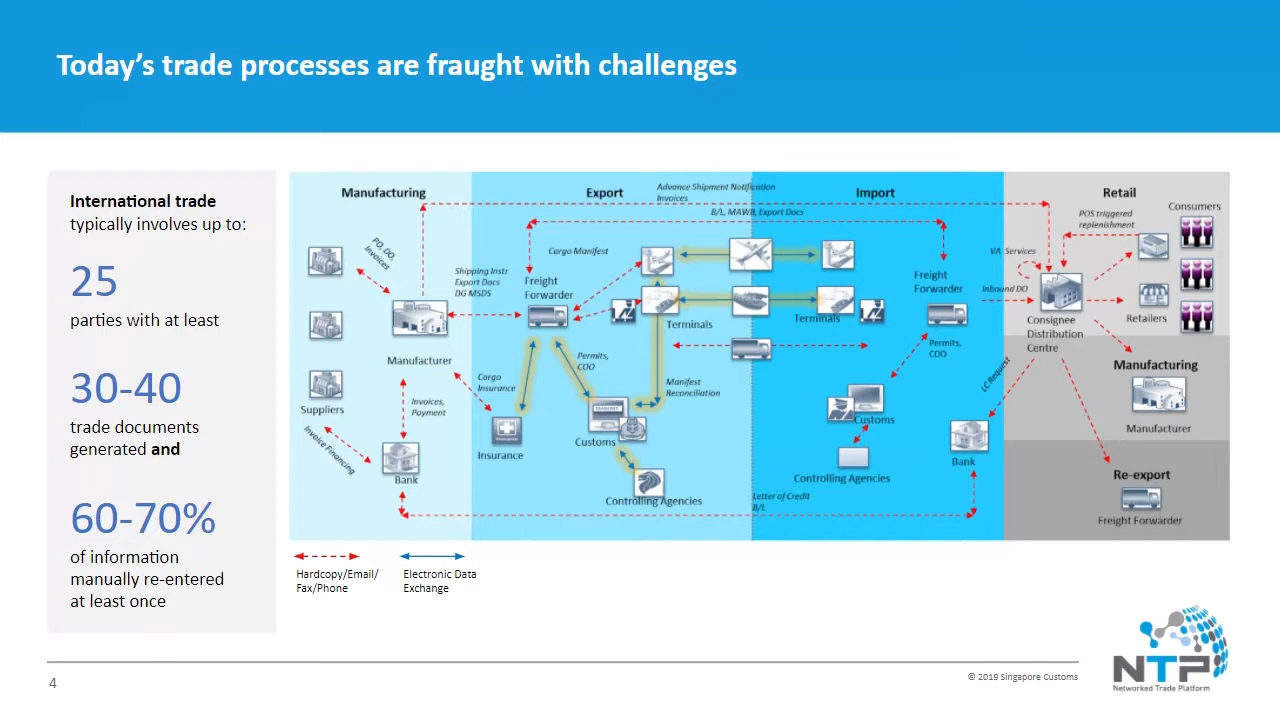 Today's trade processes are fraught with challenges
International trade
typically involves up to:
25
parties with at least
30-40
trade documents
generated and
60-70%
of information
manually re-entered
at least once
Manufacturing
Export
Import
Retail
Advance Shipment Notification
Invoices
B/L, MAWB, Export Docs
POS triggered
replenishment
Consumers
PO, DO,
Invoices
Cargo Manifest
VA Services
Shipping Instr
Export Docs
DG MSDS
Freight
Forwarder
Freight
Forwarder
Inbound DO
Terminals
Terminals
Consignee
Distribution
Centre
Retailers
Manufacturer
Permits,
COO
Permits,
COO
Manufacturing
Cargo
Insurance
Manifest
Reconciliation
LC Request
Suppliers
Invoices,
Payment
Customs
Customs
Manufacturer
Invoice Financing
Insurance
Bank
Bank
Controlling Agencies
Controlling Agencies
Re-export
Letter of Credit
B/L
Freight Forwarder
Hardcopy/Email/
Fax/Phone
Electronic Data
Exchange
NTP
Networked Trade Platform
© 2019 Singapore Customs
4